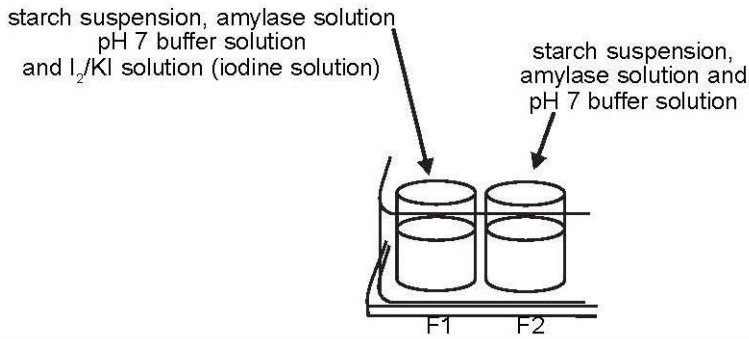 starch suspension, amylase solution
pH 7 buffer solution
and I₂/KI solution (iodine solution)
starch suspension,
amylase solution and
pH 7 buffer solution
F1 F2